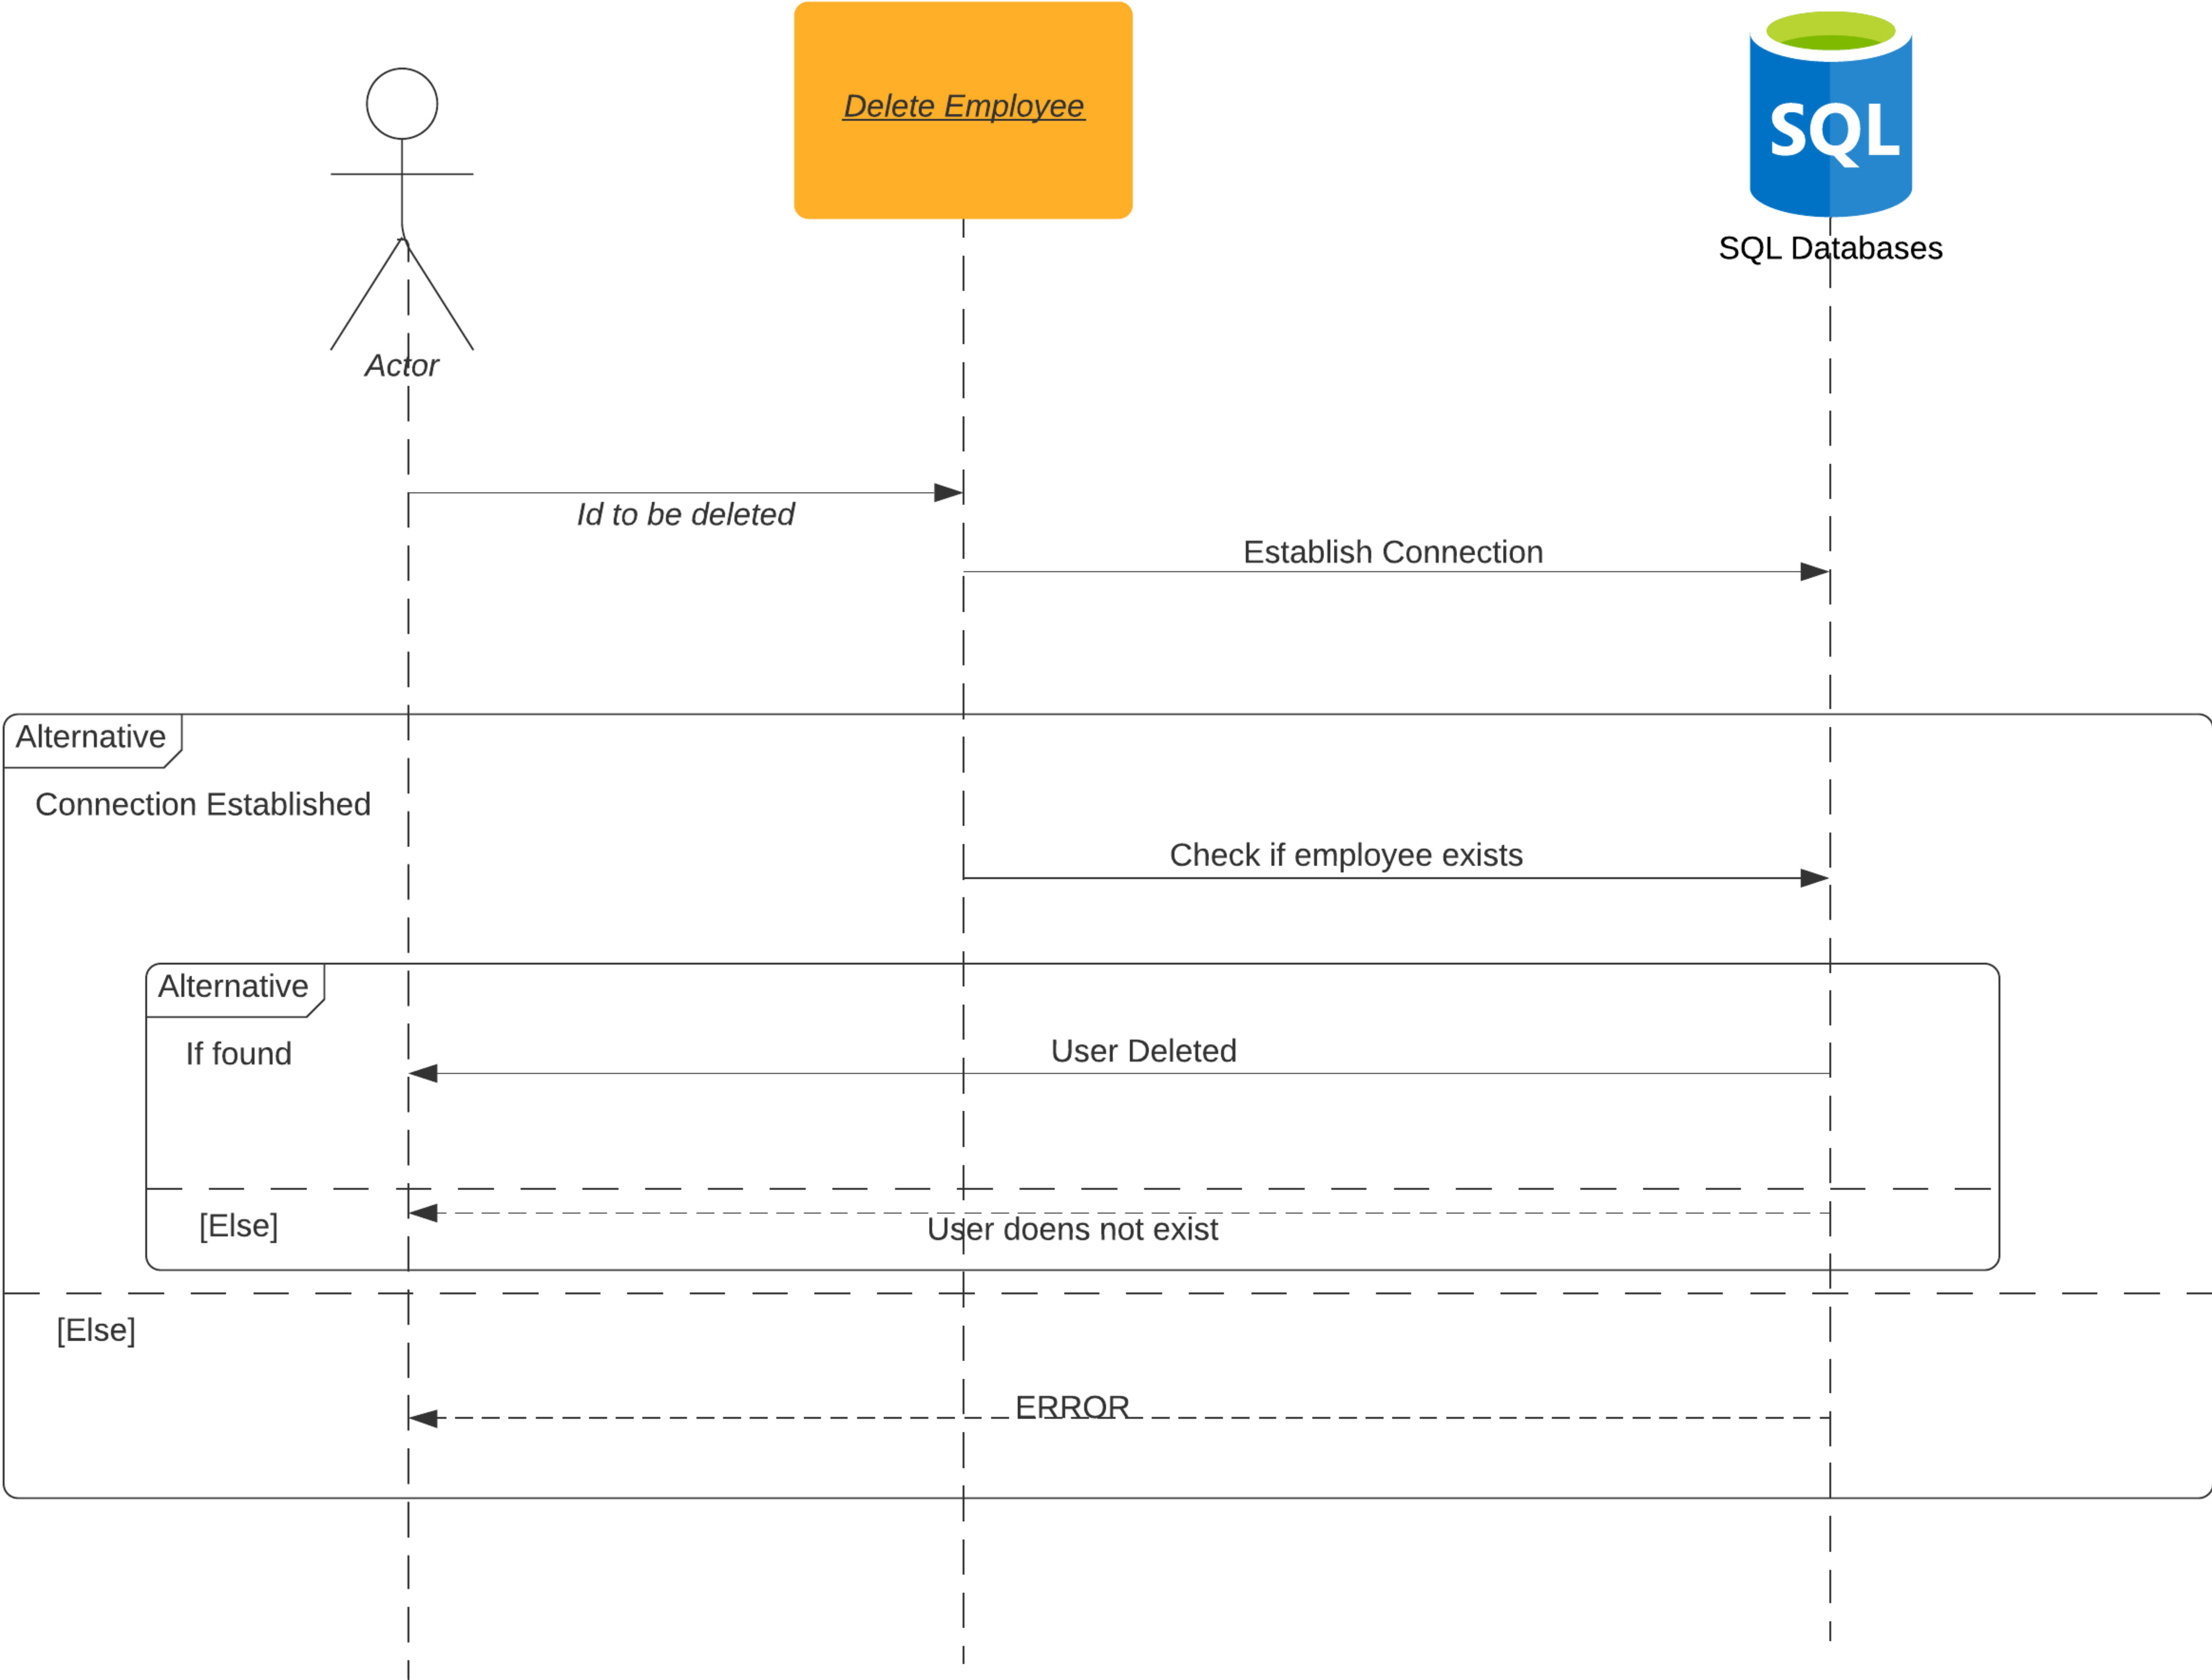 Delete Employee
SQL
SQL Databases
Actor
Id to be deleted
Establish Connection
Alternative
Connection Established
Check if employee exists
Alternative
If found
User Deleted
[Else]
User doens not exist
[Else]
ERROR